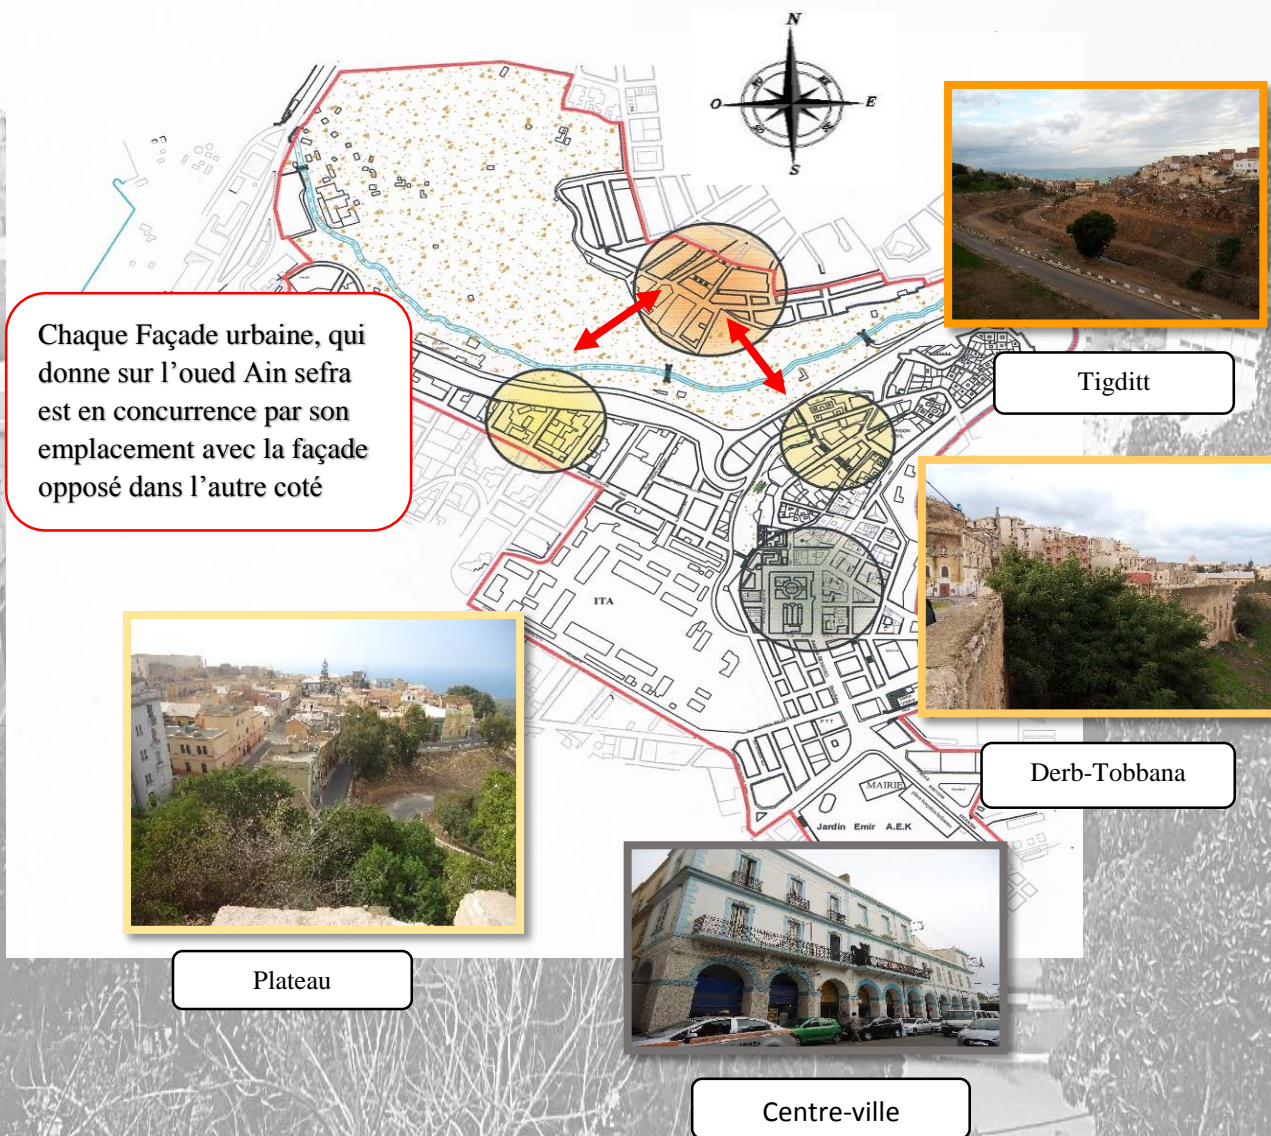 N
O
E
S
Chaque Façade urbaine, qui
donne sur l’oued Ain sefra
est en concurrence par son
emplacement avec la façade
opposé dans l’autre coté
Tigditt
ITA
Derb-Tobbana
MAIRIE
Jardin Emir A.E.K
P.T.T
Plateau
Centre-ville